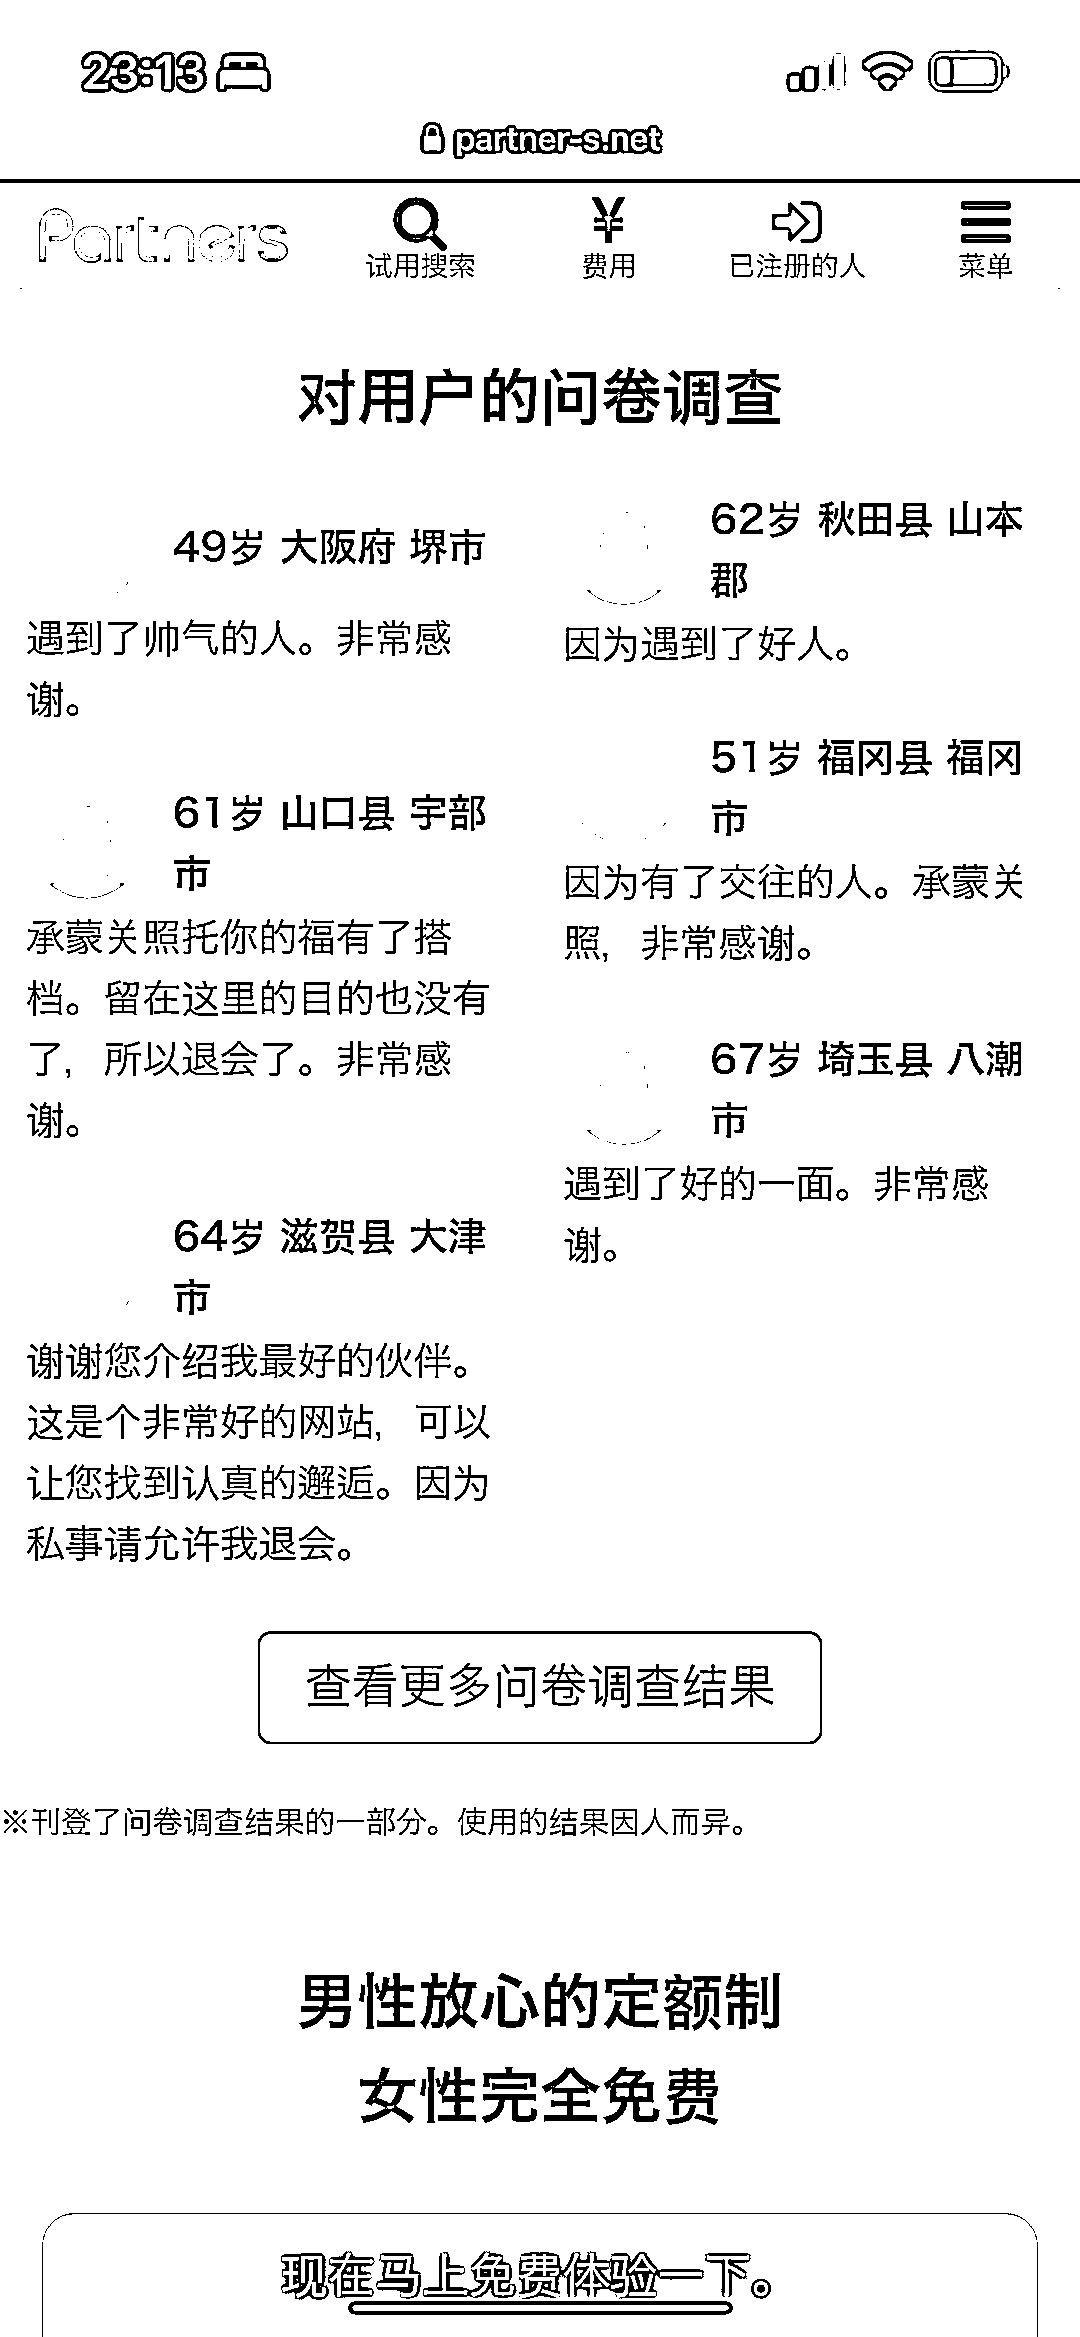 23:13
partner-s.net
Partners
试用搜索
费用
已注册的人
菜单
对用户的问卷调查
49岁 大阪府 堺市
遇到了帅气的人。非常感
谢。
61岁 山口县 宇部
市
承蒙关照托你的福有了搭
档。留在这里的目的也没有
了，所以退会了。非常感
谢。
64岁 滋贺县 大津
市
谢谢您介绍我最好的伙伴。
这是个非常好的网站，可以
让您找到认真的邂逅。因为
私事请允许我退会。
62岁 秋田县 山本
郡
因为遇到了好人。
51岁 福冈县 福冈
市
因为有了交往的人。承蒙关
照，非常感谢。
67岁 埼玉县 八潮
市
遇到了好的一面。非常感
谢。
查看更多问卷调查结果
※刊登了问卷调查结果的一部分。使用的结果因人而异。
男性放心的定额制
女性完全免费
现在马上免费体验一下。